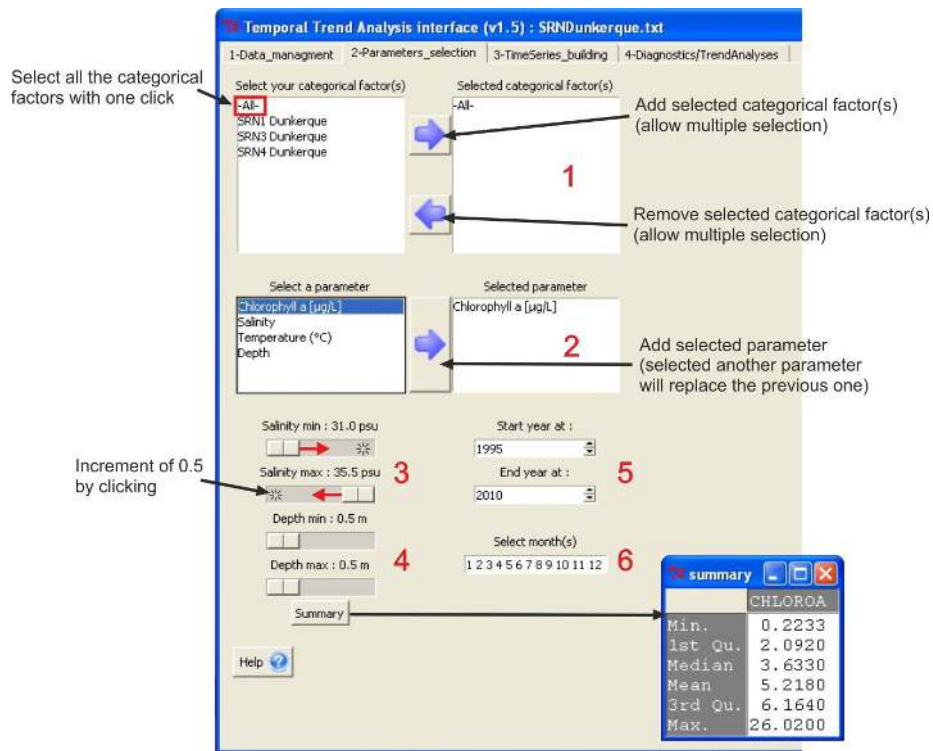 Temporal Trend Analysis interface (v1.5) : SRNDunkerque.txt
1-Data_managment
2-Parameters_selection
3-TimeSeries_building
4-Diagnostics/TrendAnalyses
Select all the categorical
factors with one click
Select your categorical factor(s)
-All-
SRN1 Dunkerque
SRN3 Dunkerque
SRN4 Dunkerque
Selected categorical factor(s)
-All-
1
Add selected categorical factor(s)
(allow multiple selection)
Remove selected categorical factor(s)
(allow multiple selection)
Select a parameter
Chlorophyll a [µg/L]
Salinity
Temperature (°C)
Depth
Selected parameter
Chlorophyll a [µg/L]
2
Add selected parameter
(selected another parameter
will replace the previous one)
Salinity min : 31.0 psu
Salinity max : 35.5 psu
3
Increment of 0.5
by clicking
Depth min : 0.5 m
Depth max : 0.5 m
4
Summary
Start year at :
1995
End year at :
2010
5
Select month(s)
1 2 3 4 5 6 7 8 9 10 11 12
6
Help
summary
CHLOROA
Min. 0.2233
1st Qu. 2.0920
Median 3.6330
Mean 5.2180
3rd Qu. 6.1640
Max. 26.0200